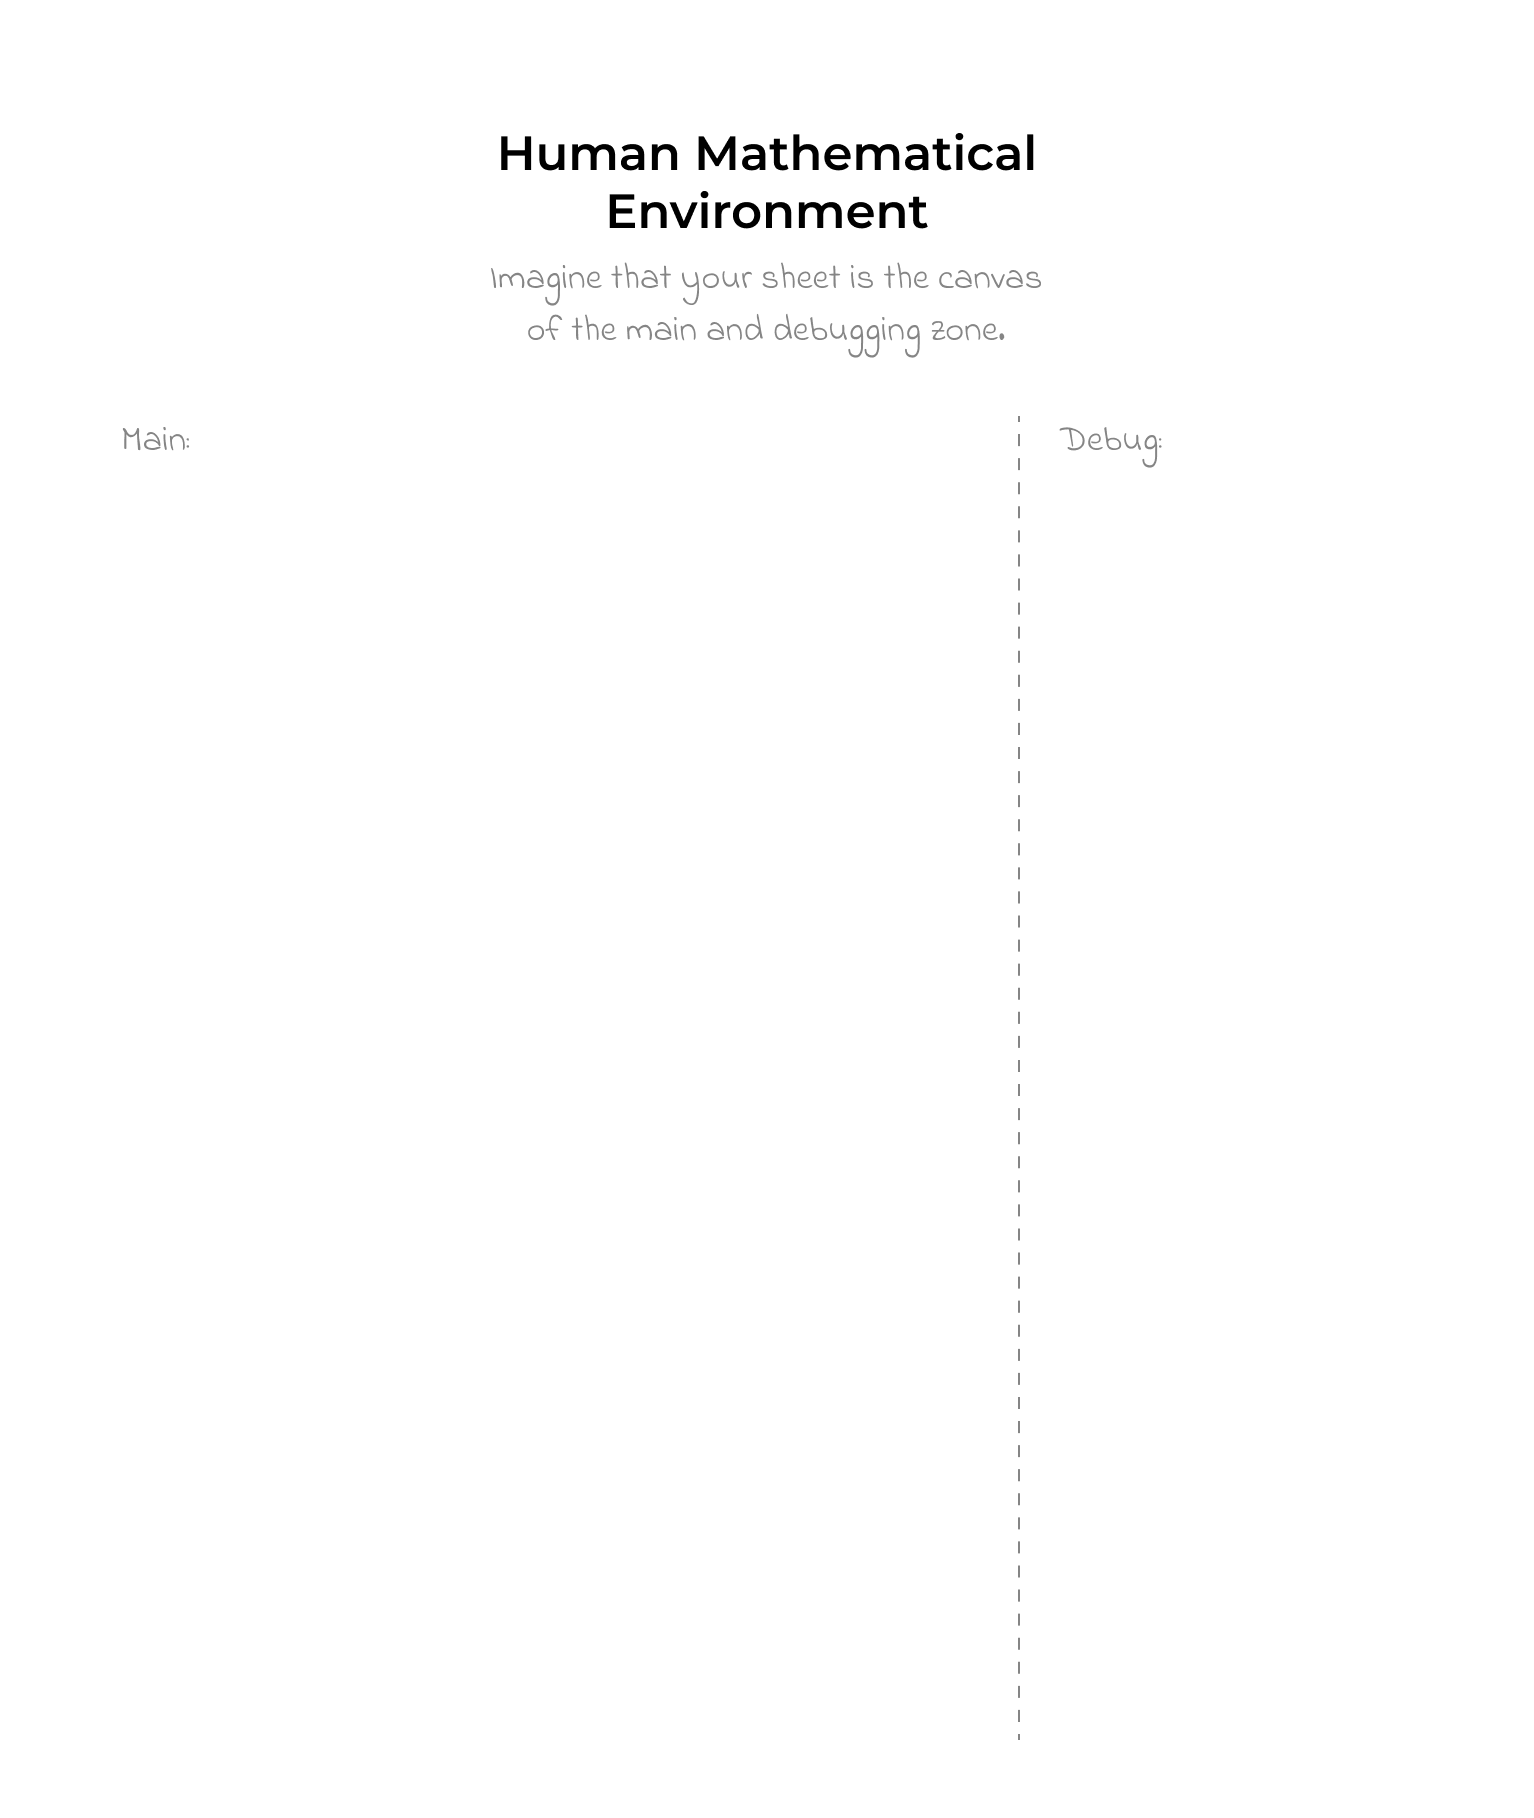 Human Mathematical
Environment
Imagine that your sheet is the canvas
of the main and debugging zone.
Main:
Debug: